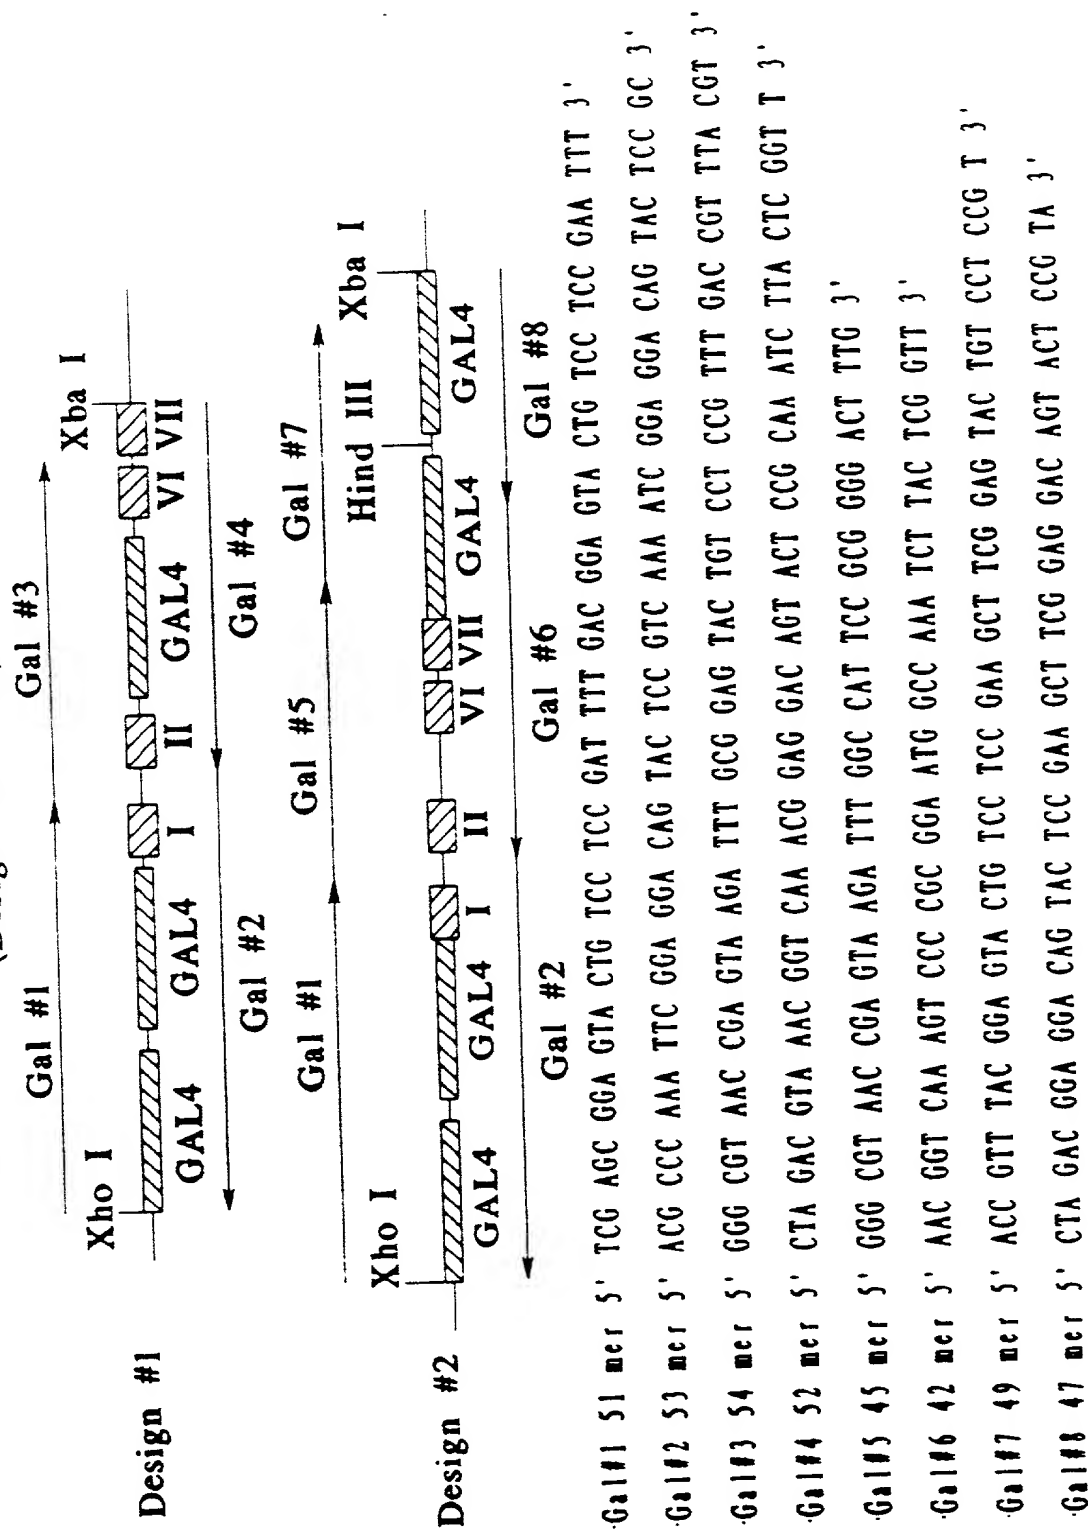 Gal #1 Gal #3
Xho I Xba I
Design #1
GAL4 GAL4 I II GAL4 VI VII
Gal #2 Gal #4
Gal #1 Gal #5 Gal #7
Xho I Hind III Xba I
Design #2
GAL4 GAL4 I II VI VII GAL4 GAL4
Gal #2 Gal #6 Gal #8
·Gal#1 51 mer 5' TCG AGC GGA GTA CTG TCC TCC GAT TTT GAC GGA GTA CTG TCC TCC GAA TTT 3'
·Gal#2 53 mer 5' ACG CCC AAA TTC GGA GGA CAG TAC TCC GTC AAA ATC GGA GGA CAG TAC TCC GC 3'
·Gal#3 54 mer 5' GGG CGT AAC CGA GTA AGA TTT GCG GAG TAC TGT CCT CCG TTT GAC CGT TTA CGT 3'
·Gal#4 52 mer 5' CTA GAC GTA AAC GGT CAA ACG GAG GAC AGT ACT CCG CAA ATC TTA CTC GGT T 3'
·Gal#5 45 mer 5' GGG CGT AAC CGA GTA AGA TTT GGC CAT TCC GCG GGG ACT TTG 3'
·Gal#6 42 mer 5' AAC GGT CAA AGT CCC CGC GGA ATG GCC AAA TCT TAC TCG GTT 3'
·Gal#7 49 mer 5' ACC GTT TAC GGA GTA CTG TCC TCC GAA GCT TCG GAG TAC TGT CCT CCG T 3'
·Gal#8 47 mer 5' CTA GAC GGA GGA CAG TAC TCC GAA GCT TCG GAG GAC AGT ACT CCG TA 3'